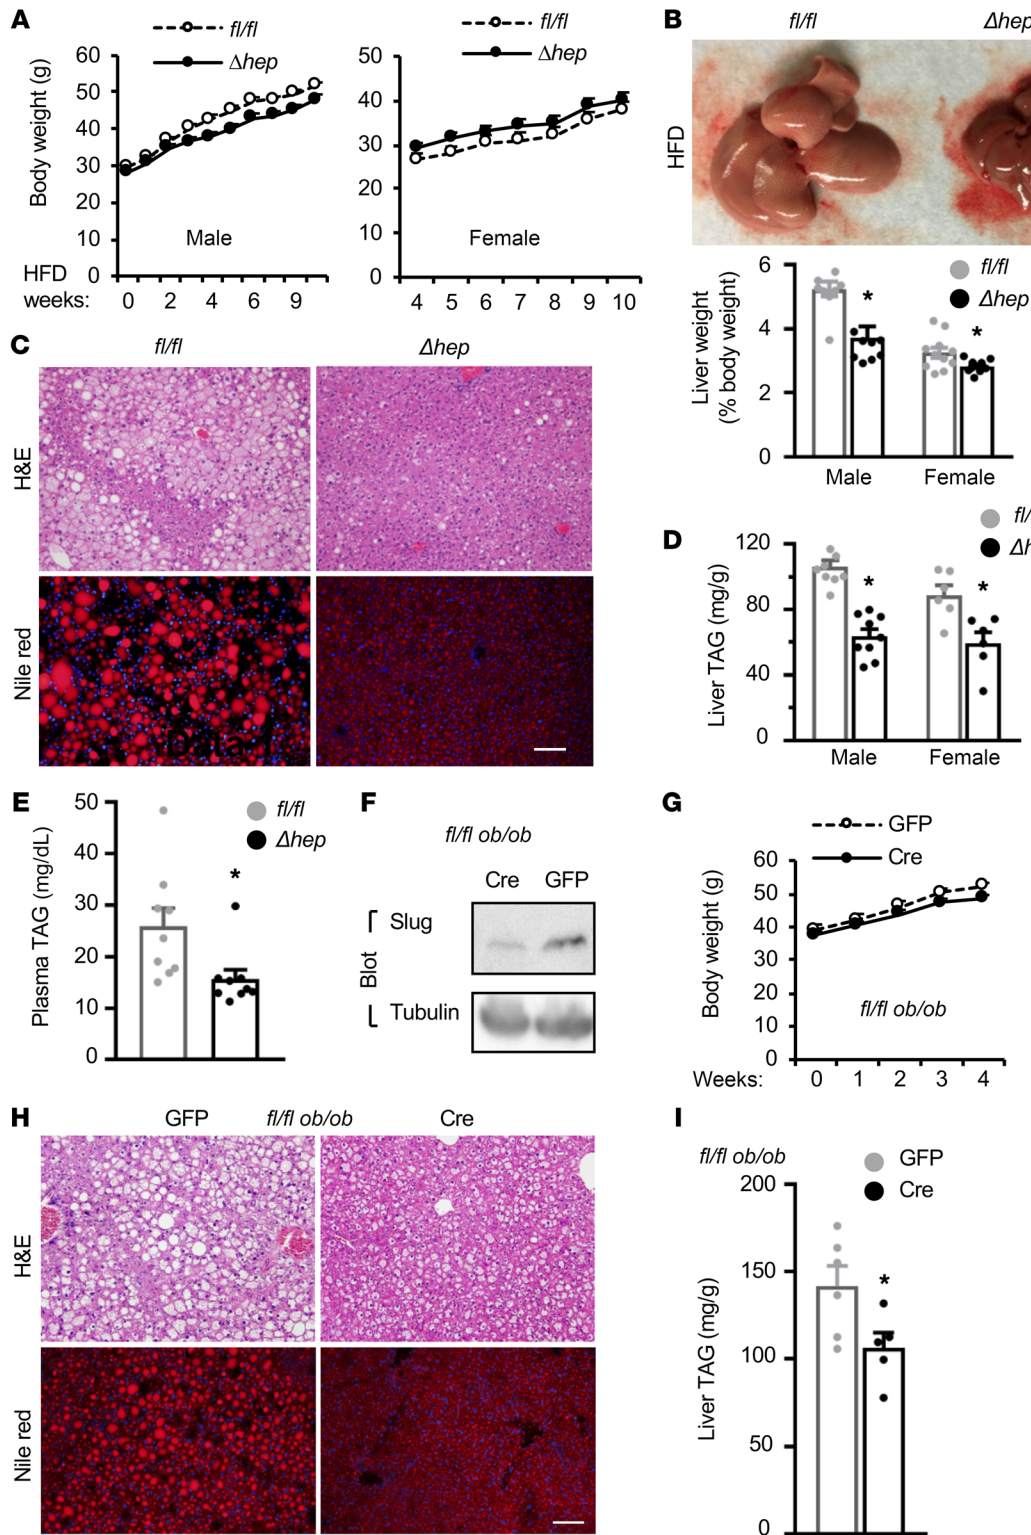 A
fl/fl
Δhep
Body weight (g)
60
50
40
30
20
10
0
Male
HFD
weeks:
0 2 4 6 9
fl/fl
Δhep
50
40
30
20
10
0
Female
4 5 6 7 8 9 10
B
fl/fl
Δhep
HFD
Liver weight
(% body weight)
6
4
2
0
fl/fl
Δhep
*
*
Male Female
C
fl/fl
Δhep
H&E
Nile red
Data 1
D
fl/
Δh
Liver TAG (mg/g)
120
80
40
0
*
*
Male Female
E
fl/fl
Δhep
Plasma TAG (mg/dL)
50
40
30
20
10
0
*
F
fl/fl ob/ob
Cre GFP
Blot
Slug
Tubulin
G
GFP
Cre
Body weight (g)
60
50
40
30
20
10
0
fl/fl ob/ob
Weeks: 0 1 2 3 4
H
GFP fl/fl ob/ob Cre
H&E
Nile red
I
fl/fl ob/ob
GFP
Cre
Liver TAG (mg/g)
200
150
100
50
0
*